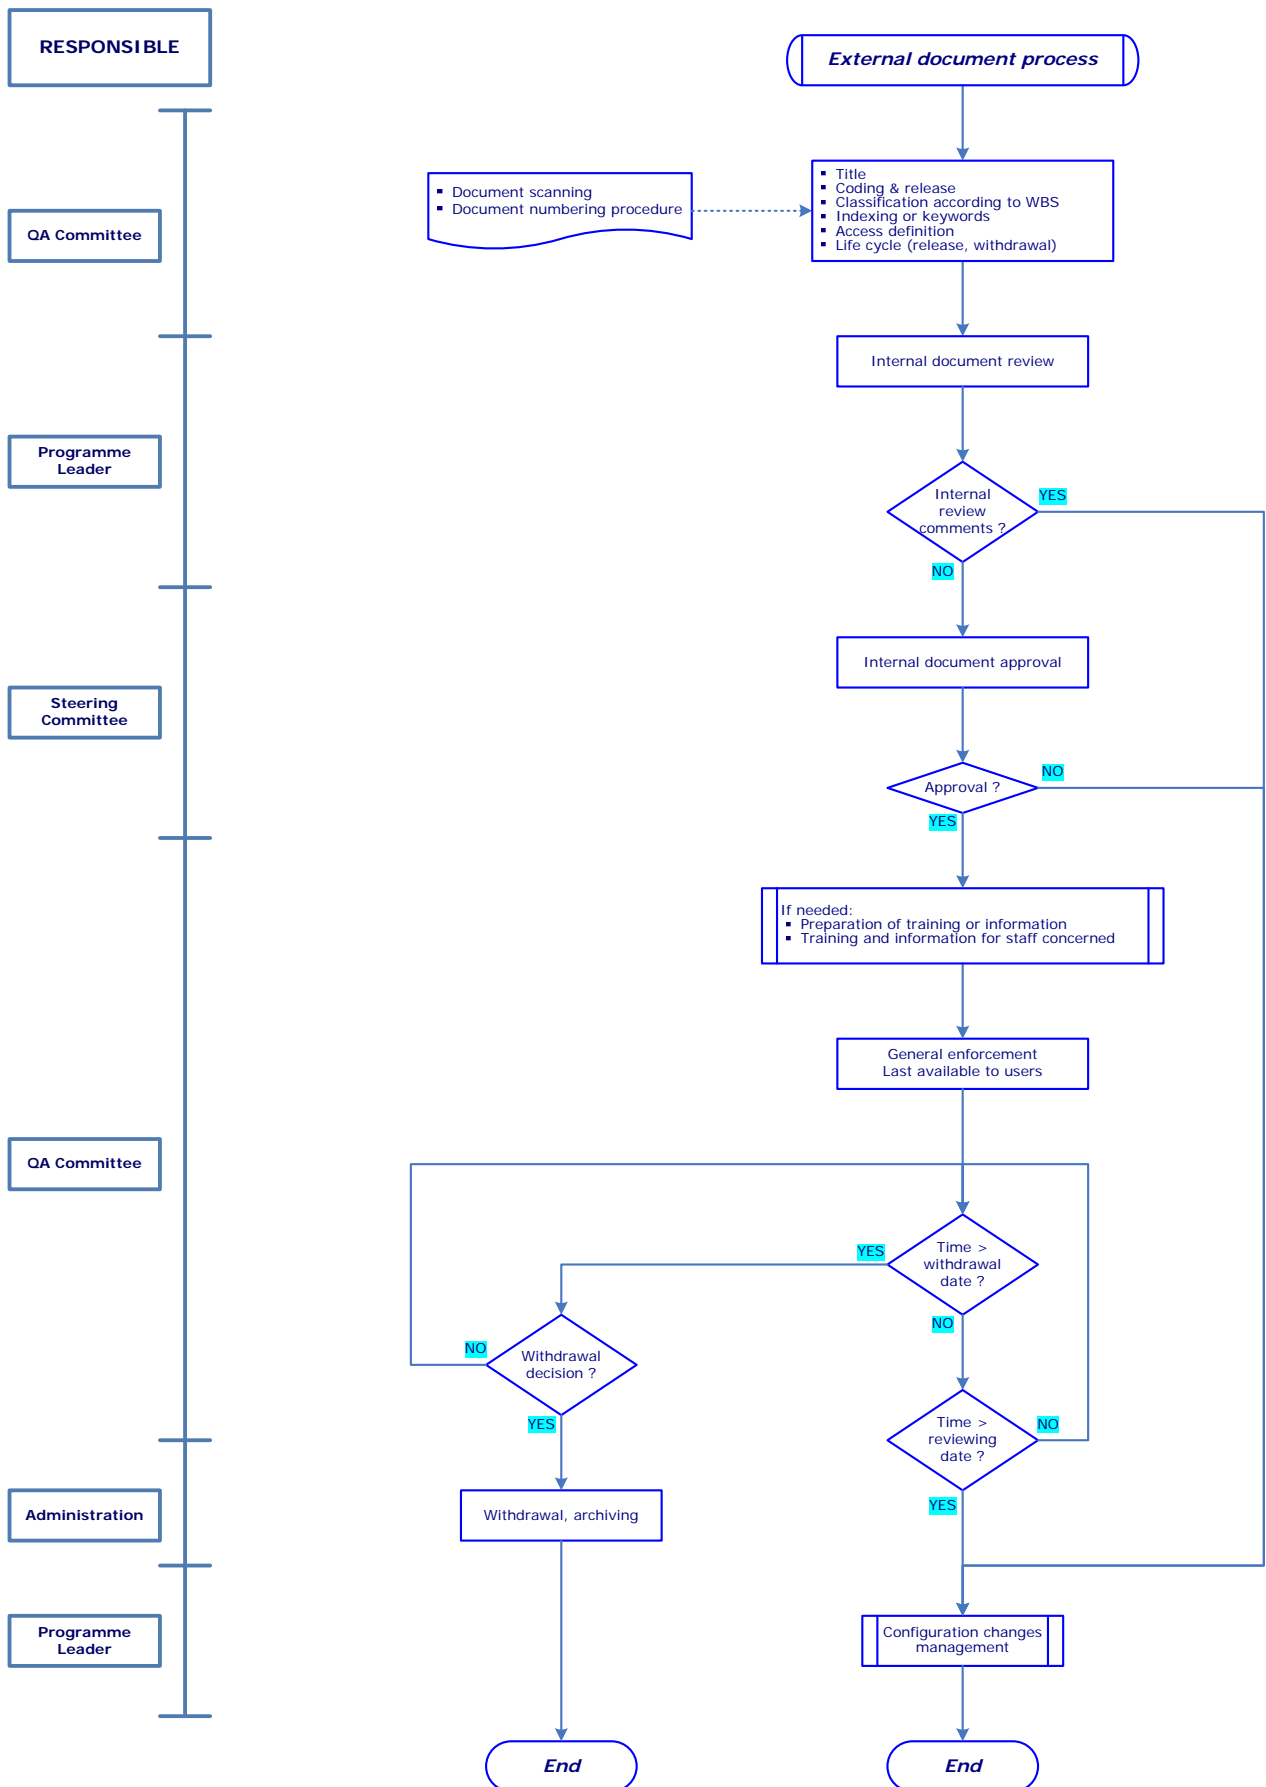 RESPONSIBLE
External document process
▪ Document scanning
▪ Document numbering procedure
▪ Title
▪ Coding & release
▪ Classification according to WBS
▪ Indexing or keywords
▪ Access definition
▪ Life cycle (release, withdrawal)
QA Committee
Internal document review
Programme
Leader
Internal
review
comments ?
YES
NO
Internal document approval
Steering
Committee
Approval ?
NO
YES
If needed:
▪ Preparation of training or information
▪ Training and information for staff concerned
General enforcement
Last available to users
QA Committee
Time >
withdrawal
date ?
YES
NO
Withdrawal
decision ?
NO
YES
Time >
reviewing
date ?
NO
YES
Administration
Withdrawal, archiving
Programme
Leader
Configuration changes
management
End
End